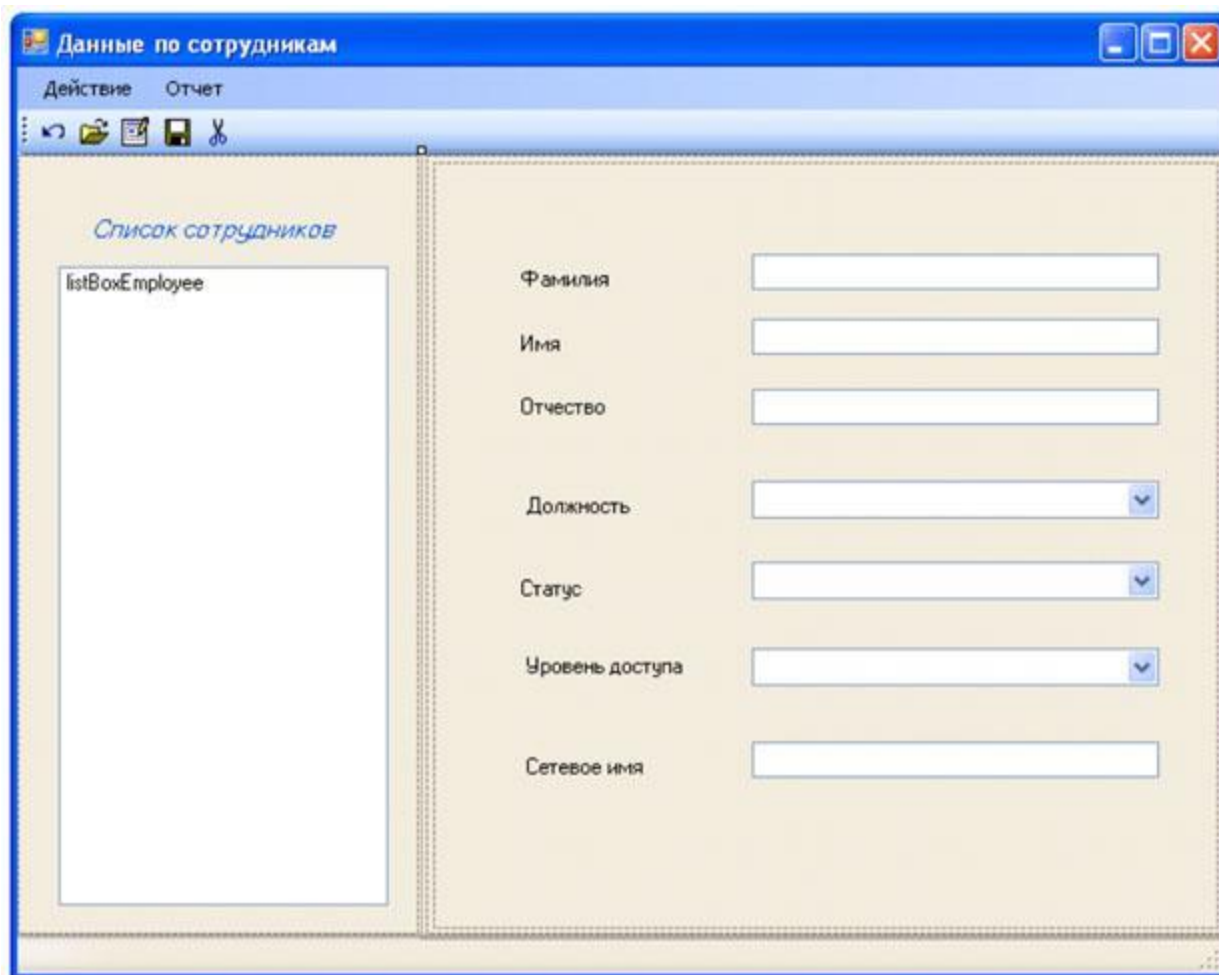 Данные по сотрудникам
Действие Отчет
Список сотрудников
listBoxEmployee
Фамилия
Имя
Отчество
Должность
Статус
Уровень доступа
Сетевое имя